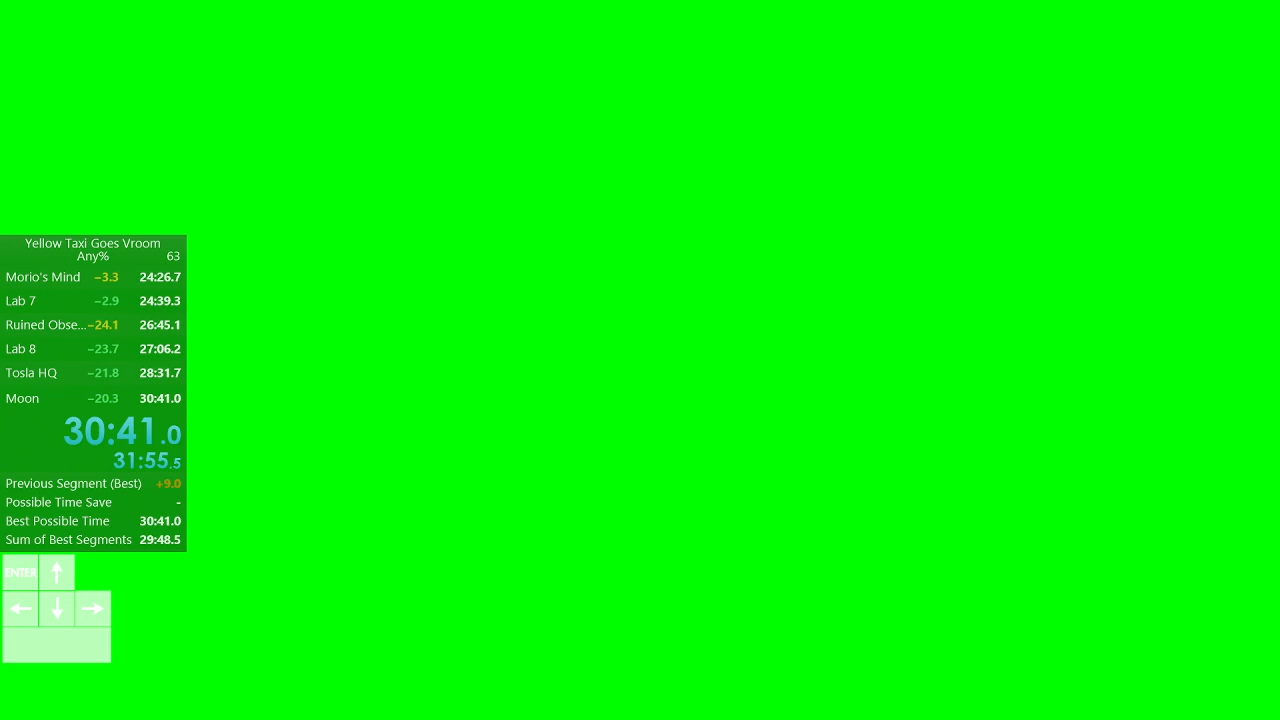 Yellow Taxi Goes Vroom
Any% 63
Morio's Mind −3.3 24:26.7
Lab 7 −2.9 24:39.3
Ruined Obse... −24.1 26:45.1
Lab 8 −23.7 27:06.2
Tosla HQ −21.8 28:31.7
Moon −20.3 30:41.0
30:41.0
31:55.5
Previous Segment (Best) +9.0
Possible Time Save -
Best Possible Time 30:41.0
Sum of Best Segments 29:48.5
ENTER ↑
← ↓ →